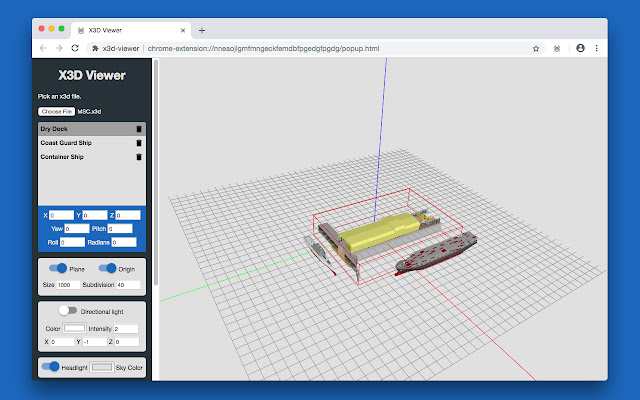 X3D Viewer
x3d-viewer | chrome-extension://nneaojlgmfmngeckfemdbfpgedgfpgdg/popup.html
X3D Viewer
Pick an x3d file.
Choose File MSC.x3d
Dry Dock
Coast Guard Ship
Container Ship
X 0 Y 0 Z 0
Yaw 0 Pitch 0
Roll 0 Radians 0
Plane Origin
Size 1000 Subdivision 40
Directional light
Color Intensity 2
X 0 Y -1 Z 0
Headlight Sky Color